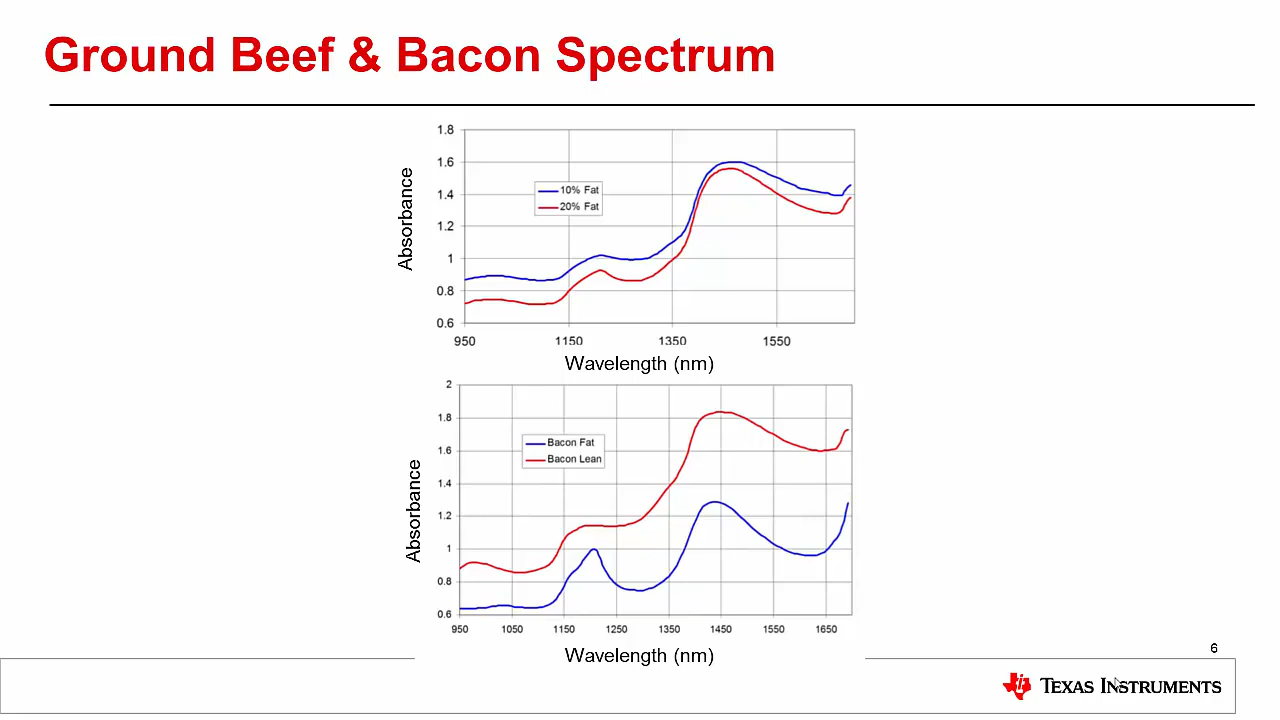 Ground Beef & Bacon Spectrum
1.8
1.6
1.4
1.2
1
0.8
0.6
Absorbance
10% Fat
20% Fat
950 1150 1350 1550
Wavelength (nm)
2
1.8
1.6
1.4
1.2
1
0.8
0.6
Absorbance
Bacon Fat
Bacon Lean
950 1050 1150 1250 1350 1450 1550 1650
Wavelength (nm)
6
TEXAS INSTRUMENTS